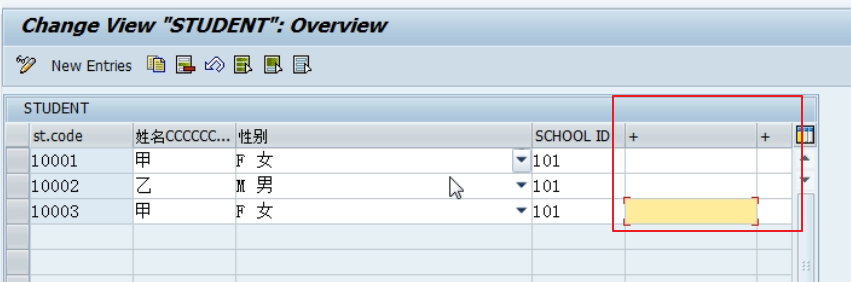 Change View "STUDENT": Overview
New Entries
STUDENT
st.code 姓名CCCCCC... 性别 SCHOOL ID + +
10001 甲 F 女 101
10002 乙 M 男 101
10003 甲 F 女 101